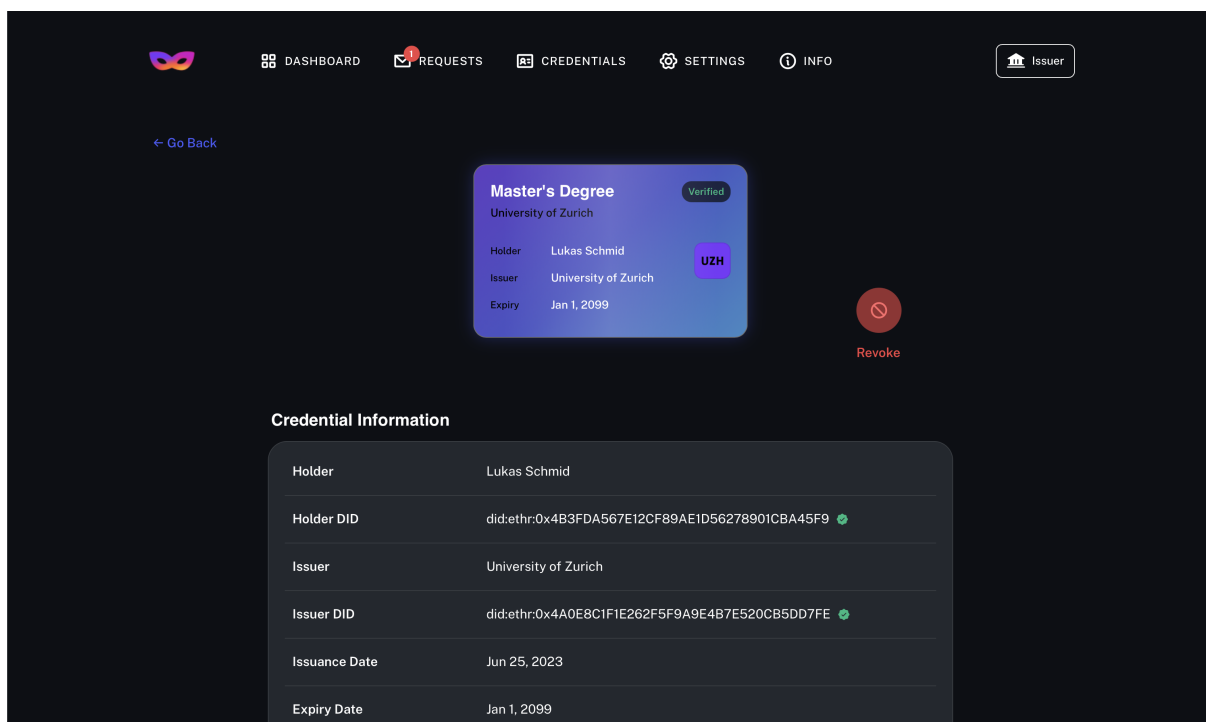 DASHBOARD 1 REQUESTS CREDENTIALS SETTINGS INFO Issuer
← Go Back
Master's Degree Verified
University of Zurich
Holder Lukas Schmid
UZH
Issuer University of Zurich
Expiry Jan 1, 2099
Revoke
Credential Information
Holder Lukas Schmid
Holder DID did:ethr:0x4B3FDA567E12CF89AE1D56278901CBA45F9
Issuer University of Zurich
Issuer DID did:ethr:0x4A0E8C1F1E262F5F9A9E4B7E520CB5DD7FE
Issuance Date Jun 25, 2023
Expiry Date Jan 1, 2099